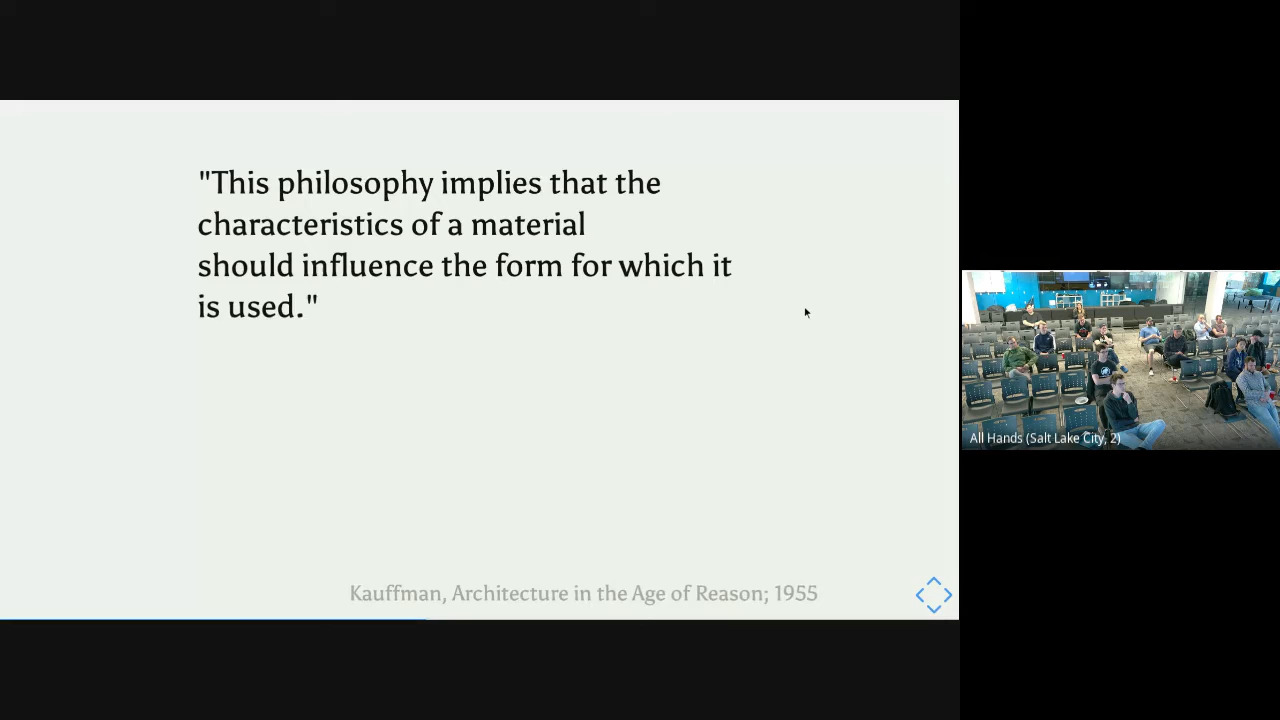 "This philosophy implies that the
characteristics of a material
should influence the form for which it
is used."
Kauffman, Architecture in the Age of Reason; 1955
All Hands (Salt Lake City, 2)